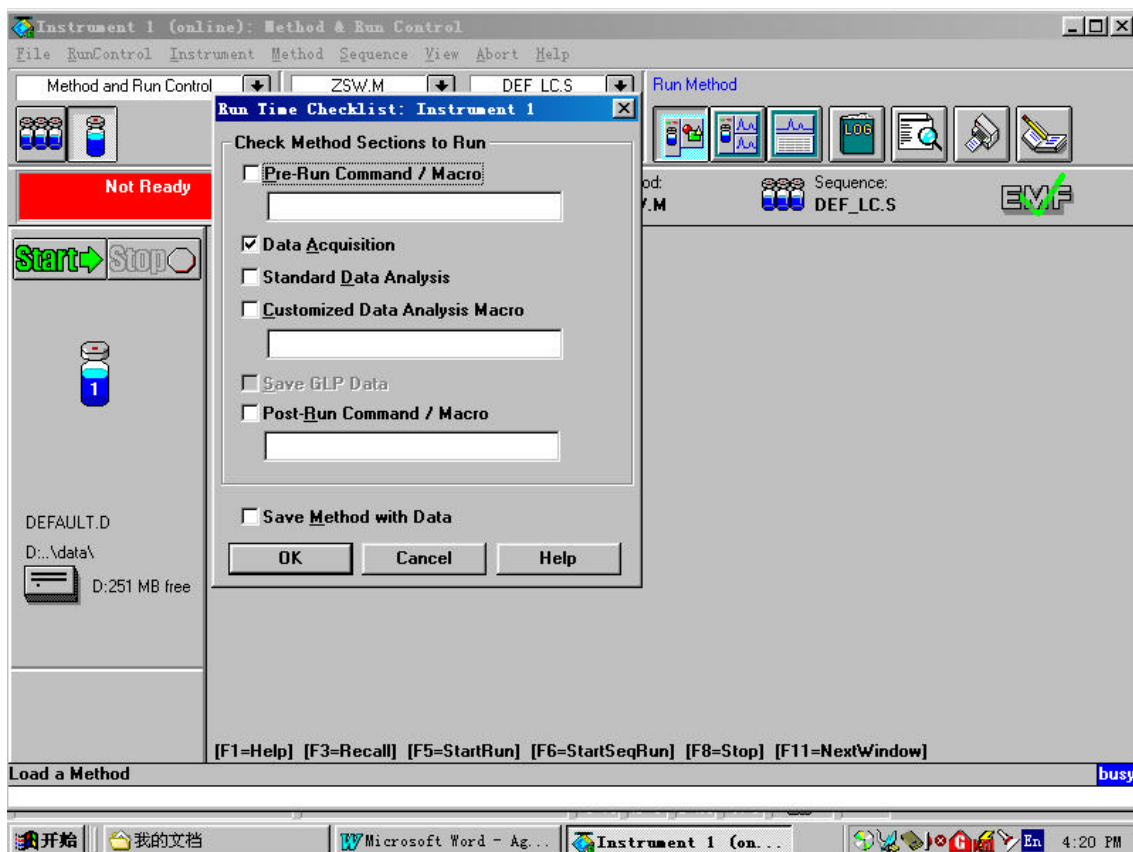 Instrument 1 (online): Method & Run Control
File RunControl Instrument Method Sequence View Abort Help
Method and Run Control ZSW.M DEF_LC.S Run Method
LOG
Run Time Checklist: Instrument 1
Check Method Sections to Run
Pre-Run Command / Macro
Data Acquisition
Standard Data Analysis
Customized Data Analysis Macro
Save GLP Data
Post-Run Command / Macro
Save Method with Data
OK Cancel Help
Not Ready
od: Sequence:
.M DEF_LC.S
EMF
Start Stop
1
DEFAULT.D
D:..\data\
D:251 MB free
[F1=Help] [F3=Recall] [F5=StartRun] [F6=StartSeqRun] [F8=Stop] [F11=NextWindow]
Load a Method busy
开始 我的文档 Microsoft Word - Ag... Instrument 1 (on... En 4:20 PM